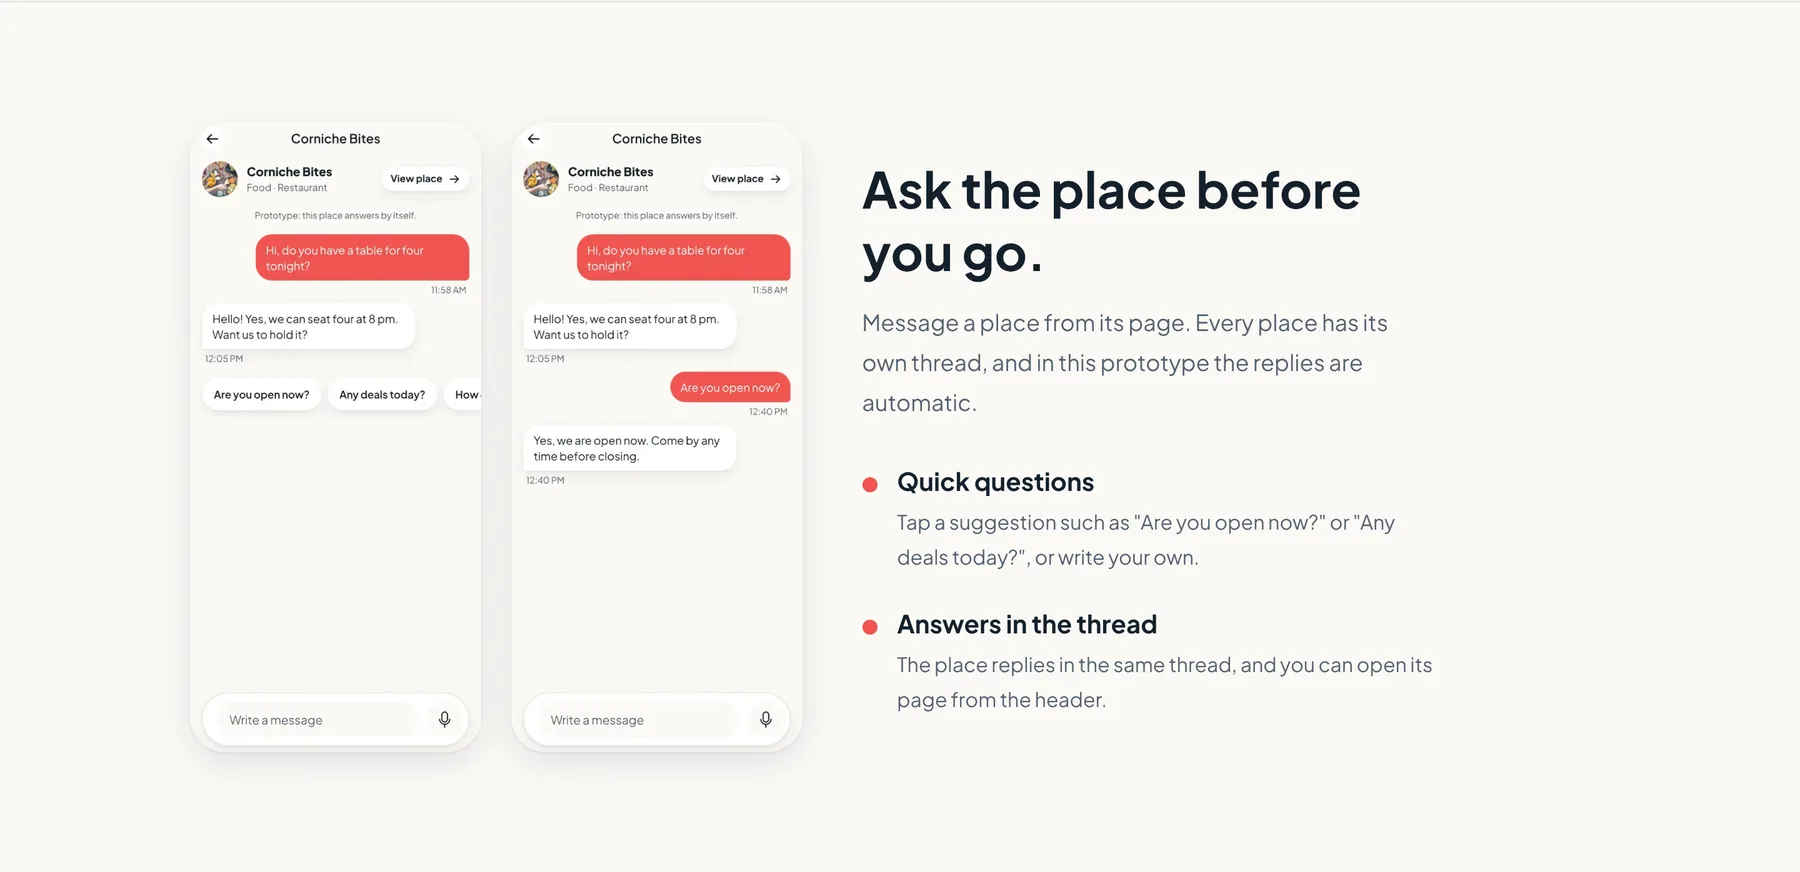 Corniche Bites
Corniche Bites
Food · Restaurant
View place
Prototype: this place answers by itself.
Hi, do you have a table for four
tonight?
11:58 AM
Hello! Yes, we can seat four at 8 pm.
Want us to hold it?
12:05 PM
Are you open now?
Any deals today?
How
Write a message
Corniche Bites
Corniche Bites
Food · Restaurant
View place
Prototype: this place answers by itself.
Hi, do you have a table for four
tonight?
11:58 AM
Hello! Yes, we can seat four at 8 pm.
Want us to hold it?
12:05 PM
Are you open now?
12:40 PM
Yes, we are open now. Come by any
time before closing.
12:40 PM
Write a message
Ask the place before
you go.
Message a place from its page. Every place has its
own thread, and in this prototype the replies are
automatic.
Quick questions
Tap a suggestion such as "Are you open now?" or "Any
deals today?", or write your own.
Answers in the thread
The place replies in the same thread, and you can open its
page from the header.